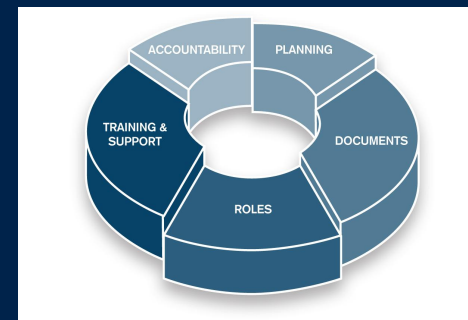 ACCOUNTABILITY
PLANNING
TRAINING &
SUPPORT
DOCUMENTS
ROLES